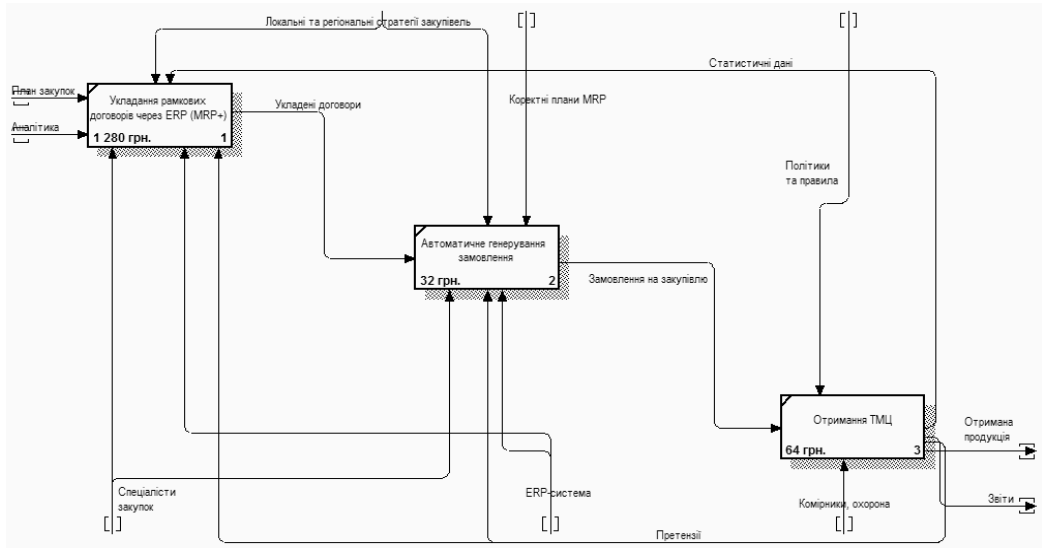 Локальні та регіональні стратегії закупівель
Статистичні дані
План закупок
Укладання рамкових
договорів через ERP (MRP+)
1 280 грн.
1
Аналітика
Укладені договори
Коректні плани MRP
Політики
та правила
Автоматичне генерування
замовлення
32 грн.
2
Замовлення на закупівлю
Отримання ТМЦ
64 грн.
3
Отримана
продукція
Звіти
Спеціалісти
закупок
ERP-система
Комірники, охорона
Претензії